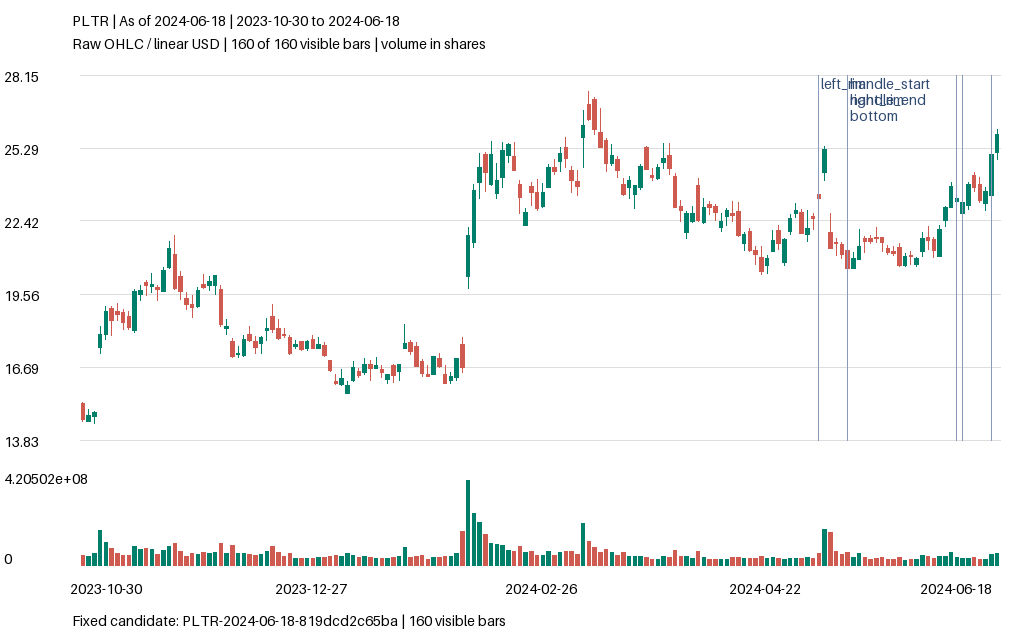 PLTR | As of 2024-06-18 | 2023-10-30 to 2024-06-18
Raw OHLC / linear USD | 160 of 160 visible bars | volume in shares
28.15
left_rim handle_start
right_rim handle_end
bottom
25.29
22.42
19.56
16.69
13.83
4.20502e+08
0
2023-10-30 2023-12-27 2024-02-26 2024-04-22 2024-06-18
Fixed candidate: PLTR-2024-06-18-819dcd2c65ba | 160 visible bars